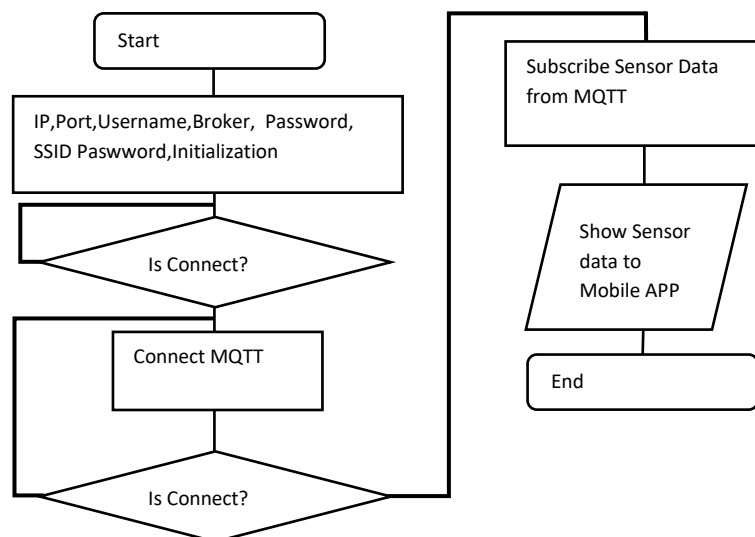 Start
IP,Port,Username,Broker, Password,
SSID Paswword,Initialization
Is Connect?
Connect MQTT
Is Connect?
Subscribe Sensor Data
from MQTT
Show Sensor
data to
Mobile APP
End